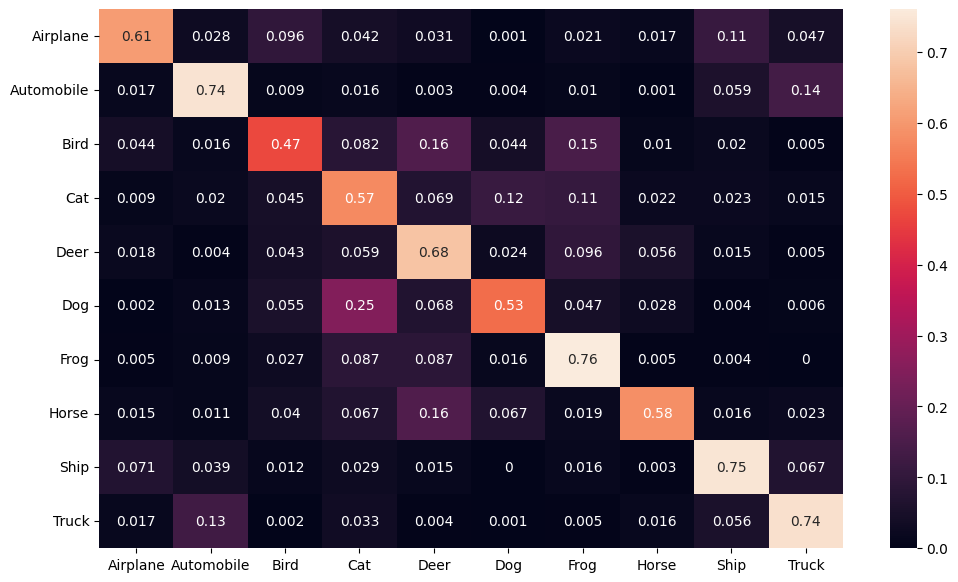 Airplane 0.61 0.028 0.096 0.042 0.031 0.001 0.021 0.017 0.11 0.047
Automobile 0.017 0.74 0.009 0.016 0.003 0.004 0.01 0.001 0.059 0.14
Bird 0.044 0.016 0.47 0.082 0.16 0.044 0.15 0.01 0.02 0.005
Cat 0.009 0.02 0.045 0.57 0.069 0.12 0.11 0.022 0.023 0.015
Deer 0.018 0.004 0.043 0.059 0.68 0.024 0.096 0.056 0.015 0.005
Dog 0.002 0.013 0.055 0.25 0.068 0.53 0.047 0.028 0.004 0.006
Frog 0.005 0.009 0.027 0.087 0.087 0.016 0.76 0.005 0.004 0
Horse 0.015 0.011 0.04 0.067 0.16 0.067 0.019 0.58 0.016 0.023
Ship 0.071 0.039 0.012 0.029 0.015 0 0.016 0.003 0.75 0.067
Truck 0.017 0.13 0.002 0.033 0.004 0.001 0.005 0.016 0.056 0.74
Airplane Automobile Bird Cat Deer Dog Frog Horse Ship Truck
0.7
0.6
0.5
0.4
0.3
0.2
0.1
0.0